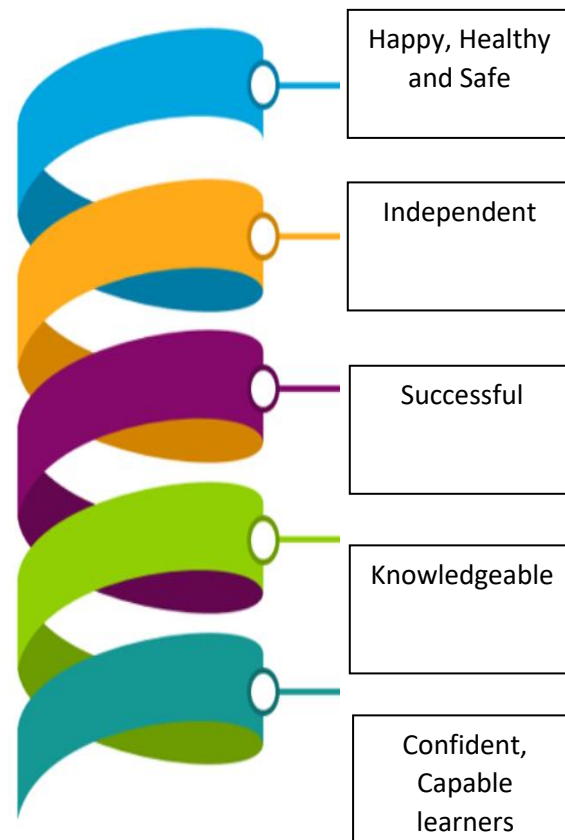 Happy, Healthy
and Safe
Independent
Successful
Knowledgeable
Confident,
Capable
learners